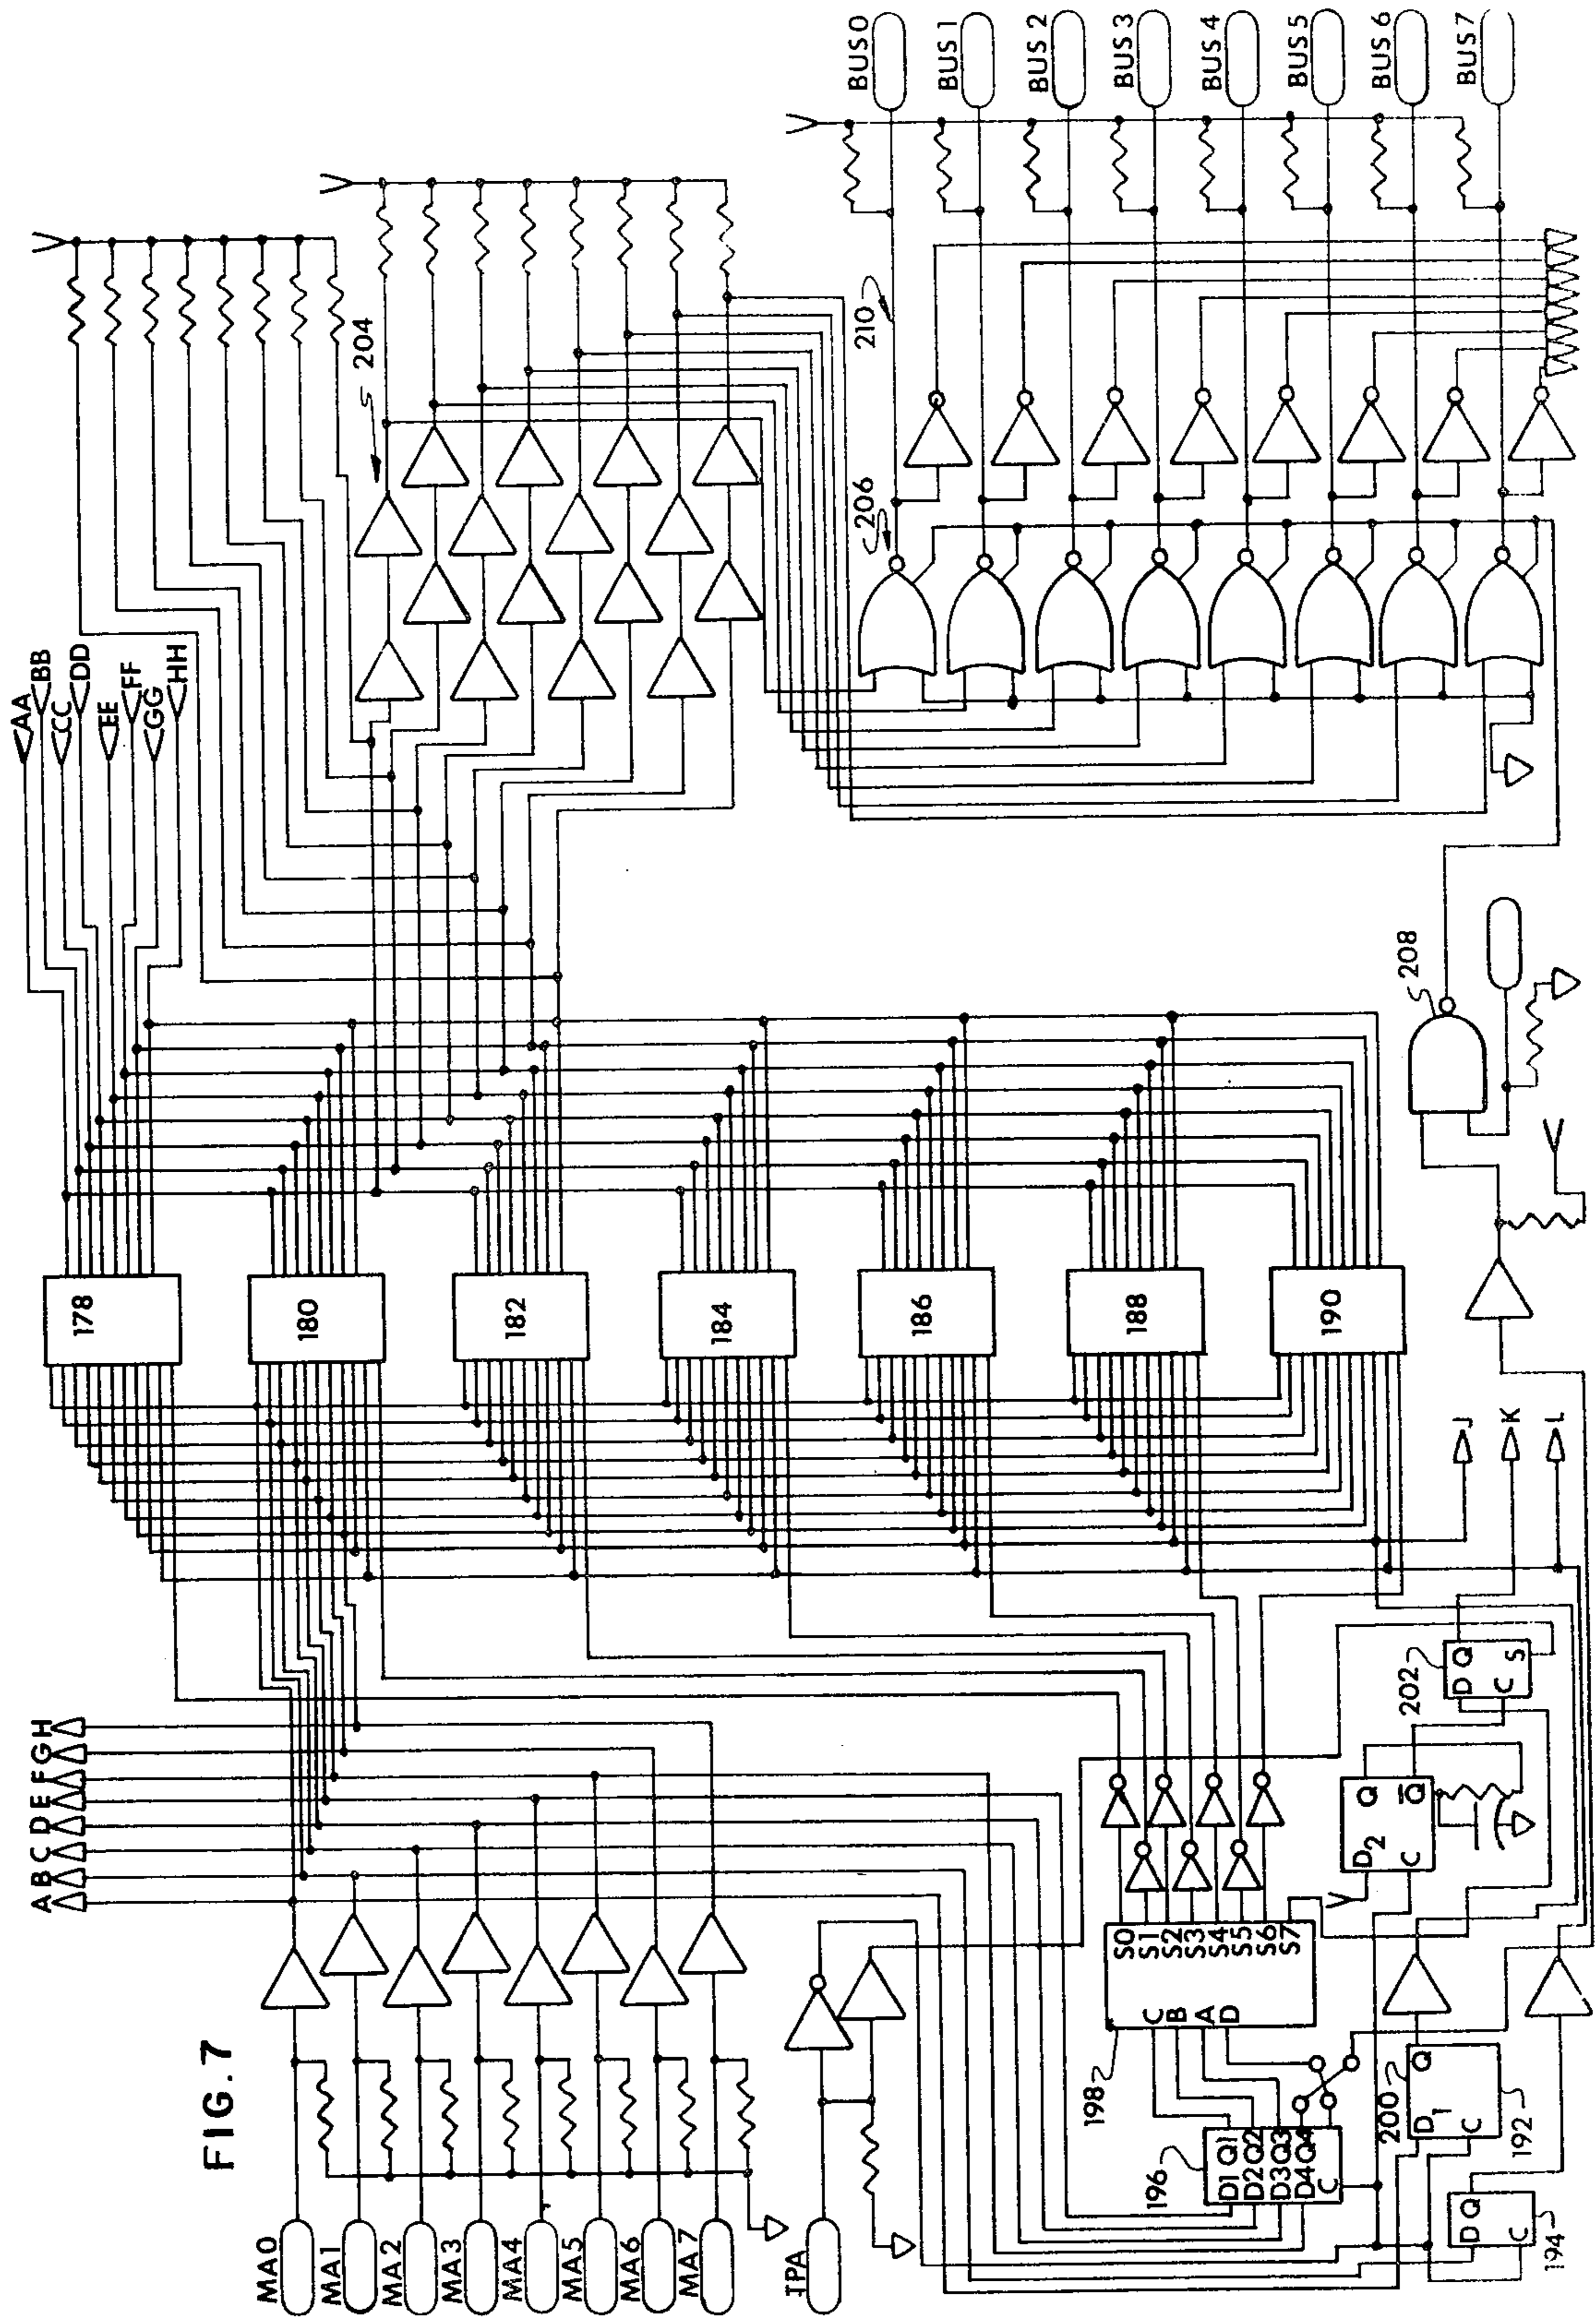 FIG. 7
MA0
MA1
MA2
MA3
MA4
MA5
MA6
MA7
TPA
A B C D E F G H
AA
BB
CC
DD
EE
FF
GG
HH
178
180
182
184
186
188
190
204
206
210
BUS 0
BUS 1
BUS 2
BUS 3
BUS 4
BUS 5
BUS 6
BUS 7
208
J
K
L
196
D1 Q1
D2 Q2
D3 Q3
D4 Q4
C
198
C
B
A
D
S0
S1
S2
S3
S4
S5
S6
S7
200
D1 Q
C
192
D Q
C
194
D2 Q
C Q̅
202
D Q
C S